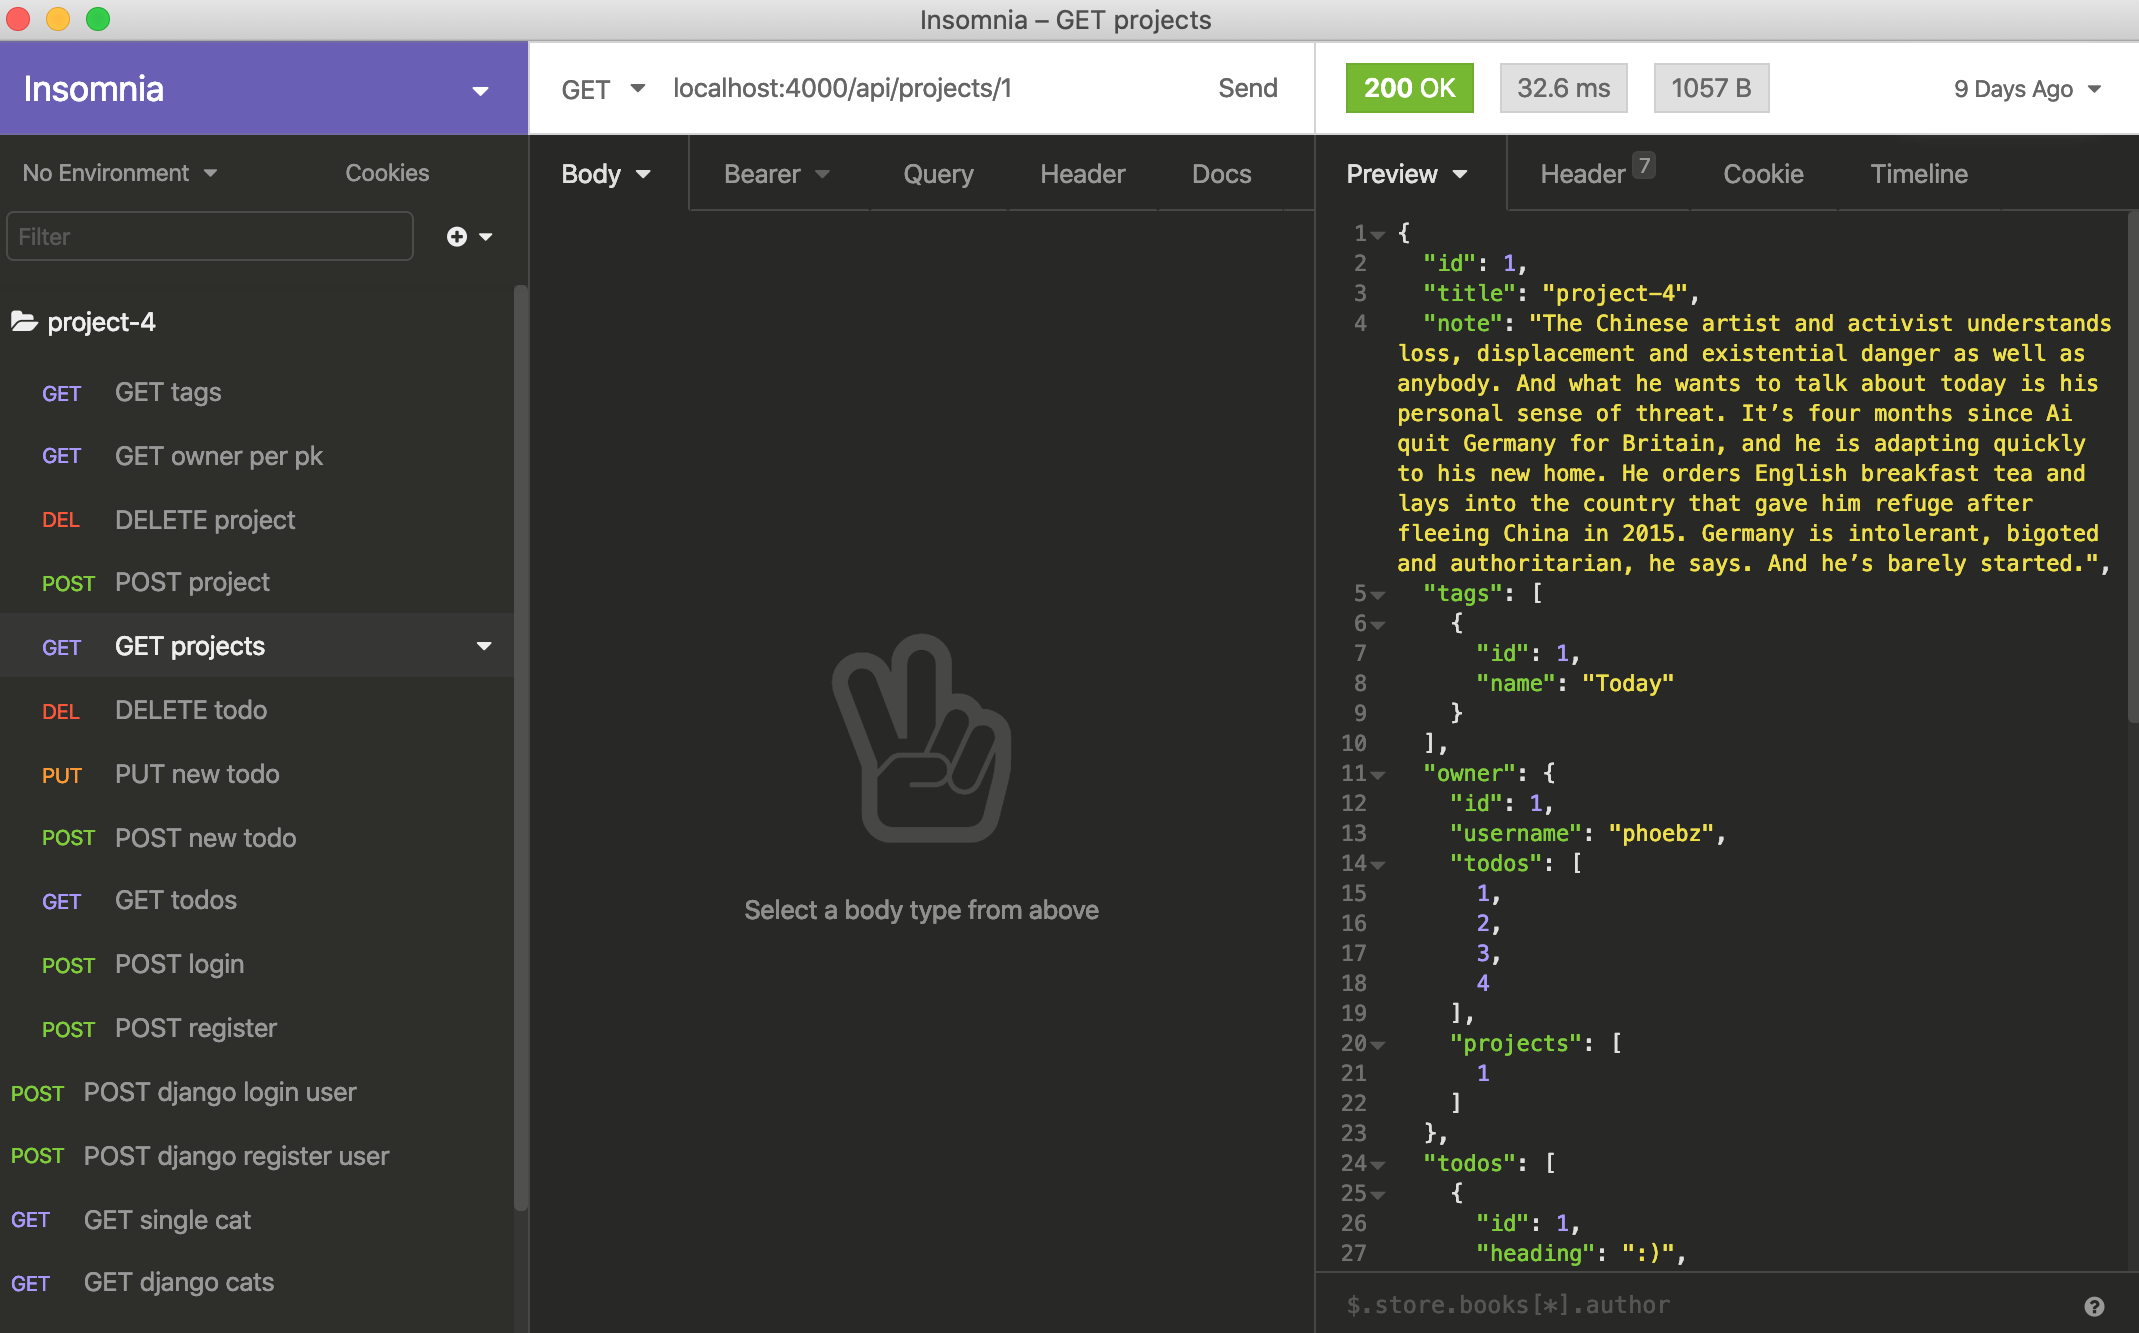 Insomnia – GET projects
Insomnia
GET localhost:4000/api/projects/1 Send
200 OK 32.6 ms 1057 B 9 Days Ago
No Environment Cookies
Filter
project-4
GET GET tags
GET GET owner per pk
DEL DELETE project
POST POST project
GET GET projects
DEL DELETE todo
PUT PUT new todo
POST POST new todo
GET GET todos
POST POST login
POST POST register
POST POST django login user
POST POST django register user
GET GET single cat
GET GET django cats
Body Bearer Query Header Docs
Select a body type from above
Preview Header 7 Cookie Timeline
1 {
2 "id": 1,
3 "title": "project-4",
4 "note": "The Chinese artist and activist understands
loss, displacement and existential danger as well as
anybody. And what he wants to talk about today is his
personal sense of threat. It’s four months since Ai
quit Germany for Britain, and he is adapting quickly
to his new home. He orders English breakfast tea and
lays into the country that gave him refuge after
fleeing China in 2015. Germany is intolerant, bigoted
and authoritarian, he says. And he’s barely started.",
5 "tags": [
6 {
7 "id": 1,
8 "name": "Today"
9 }
10 ],
11 "owner": {
12 "id": 1,
13 "username": "phoebz",
14 "todos": [
15 1,
16 2,
17 3,
18 4
19 ],
20 "projects": [
21 1
22 ]
23 },
24 "todos": [
25 {
26 "id": 1,
27 "heading": ":)",
$.store.books[*].author